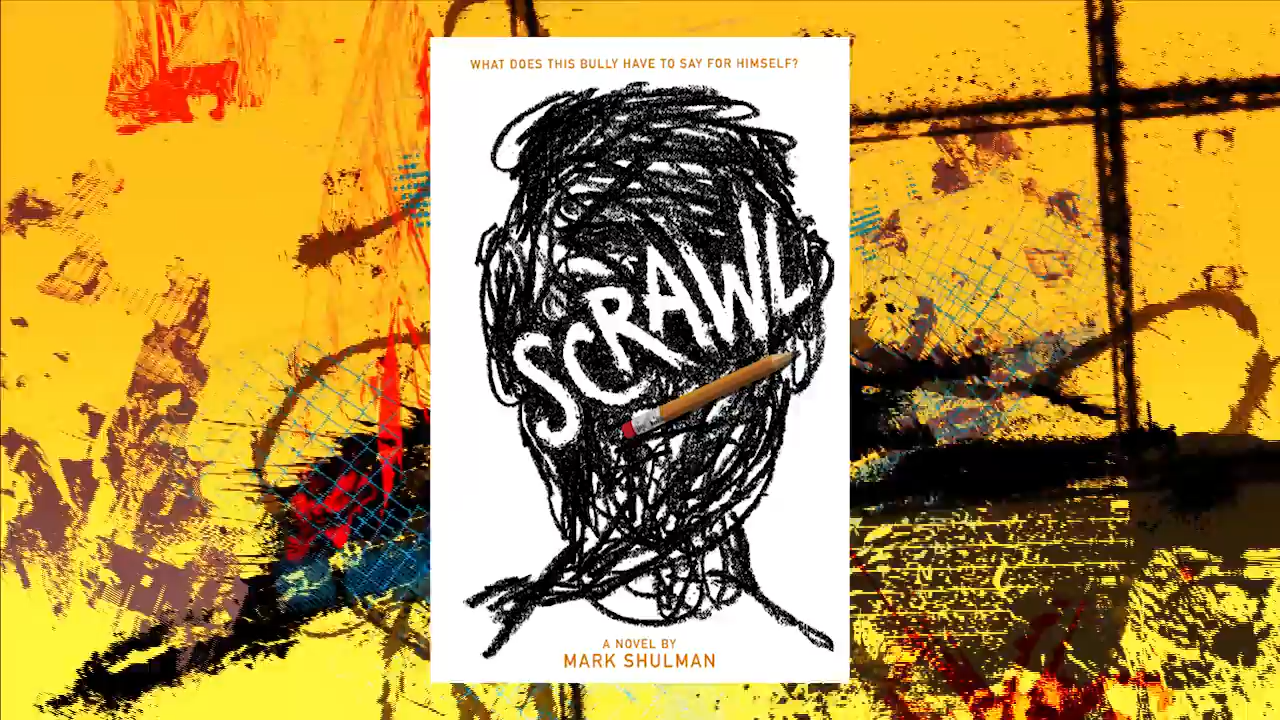 WHAT DOES THIS BULLY HAVE TO SAY FOR HIMSELF?
SCRAWL
A NOVEL BY
MARK SHULMAN